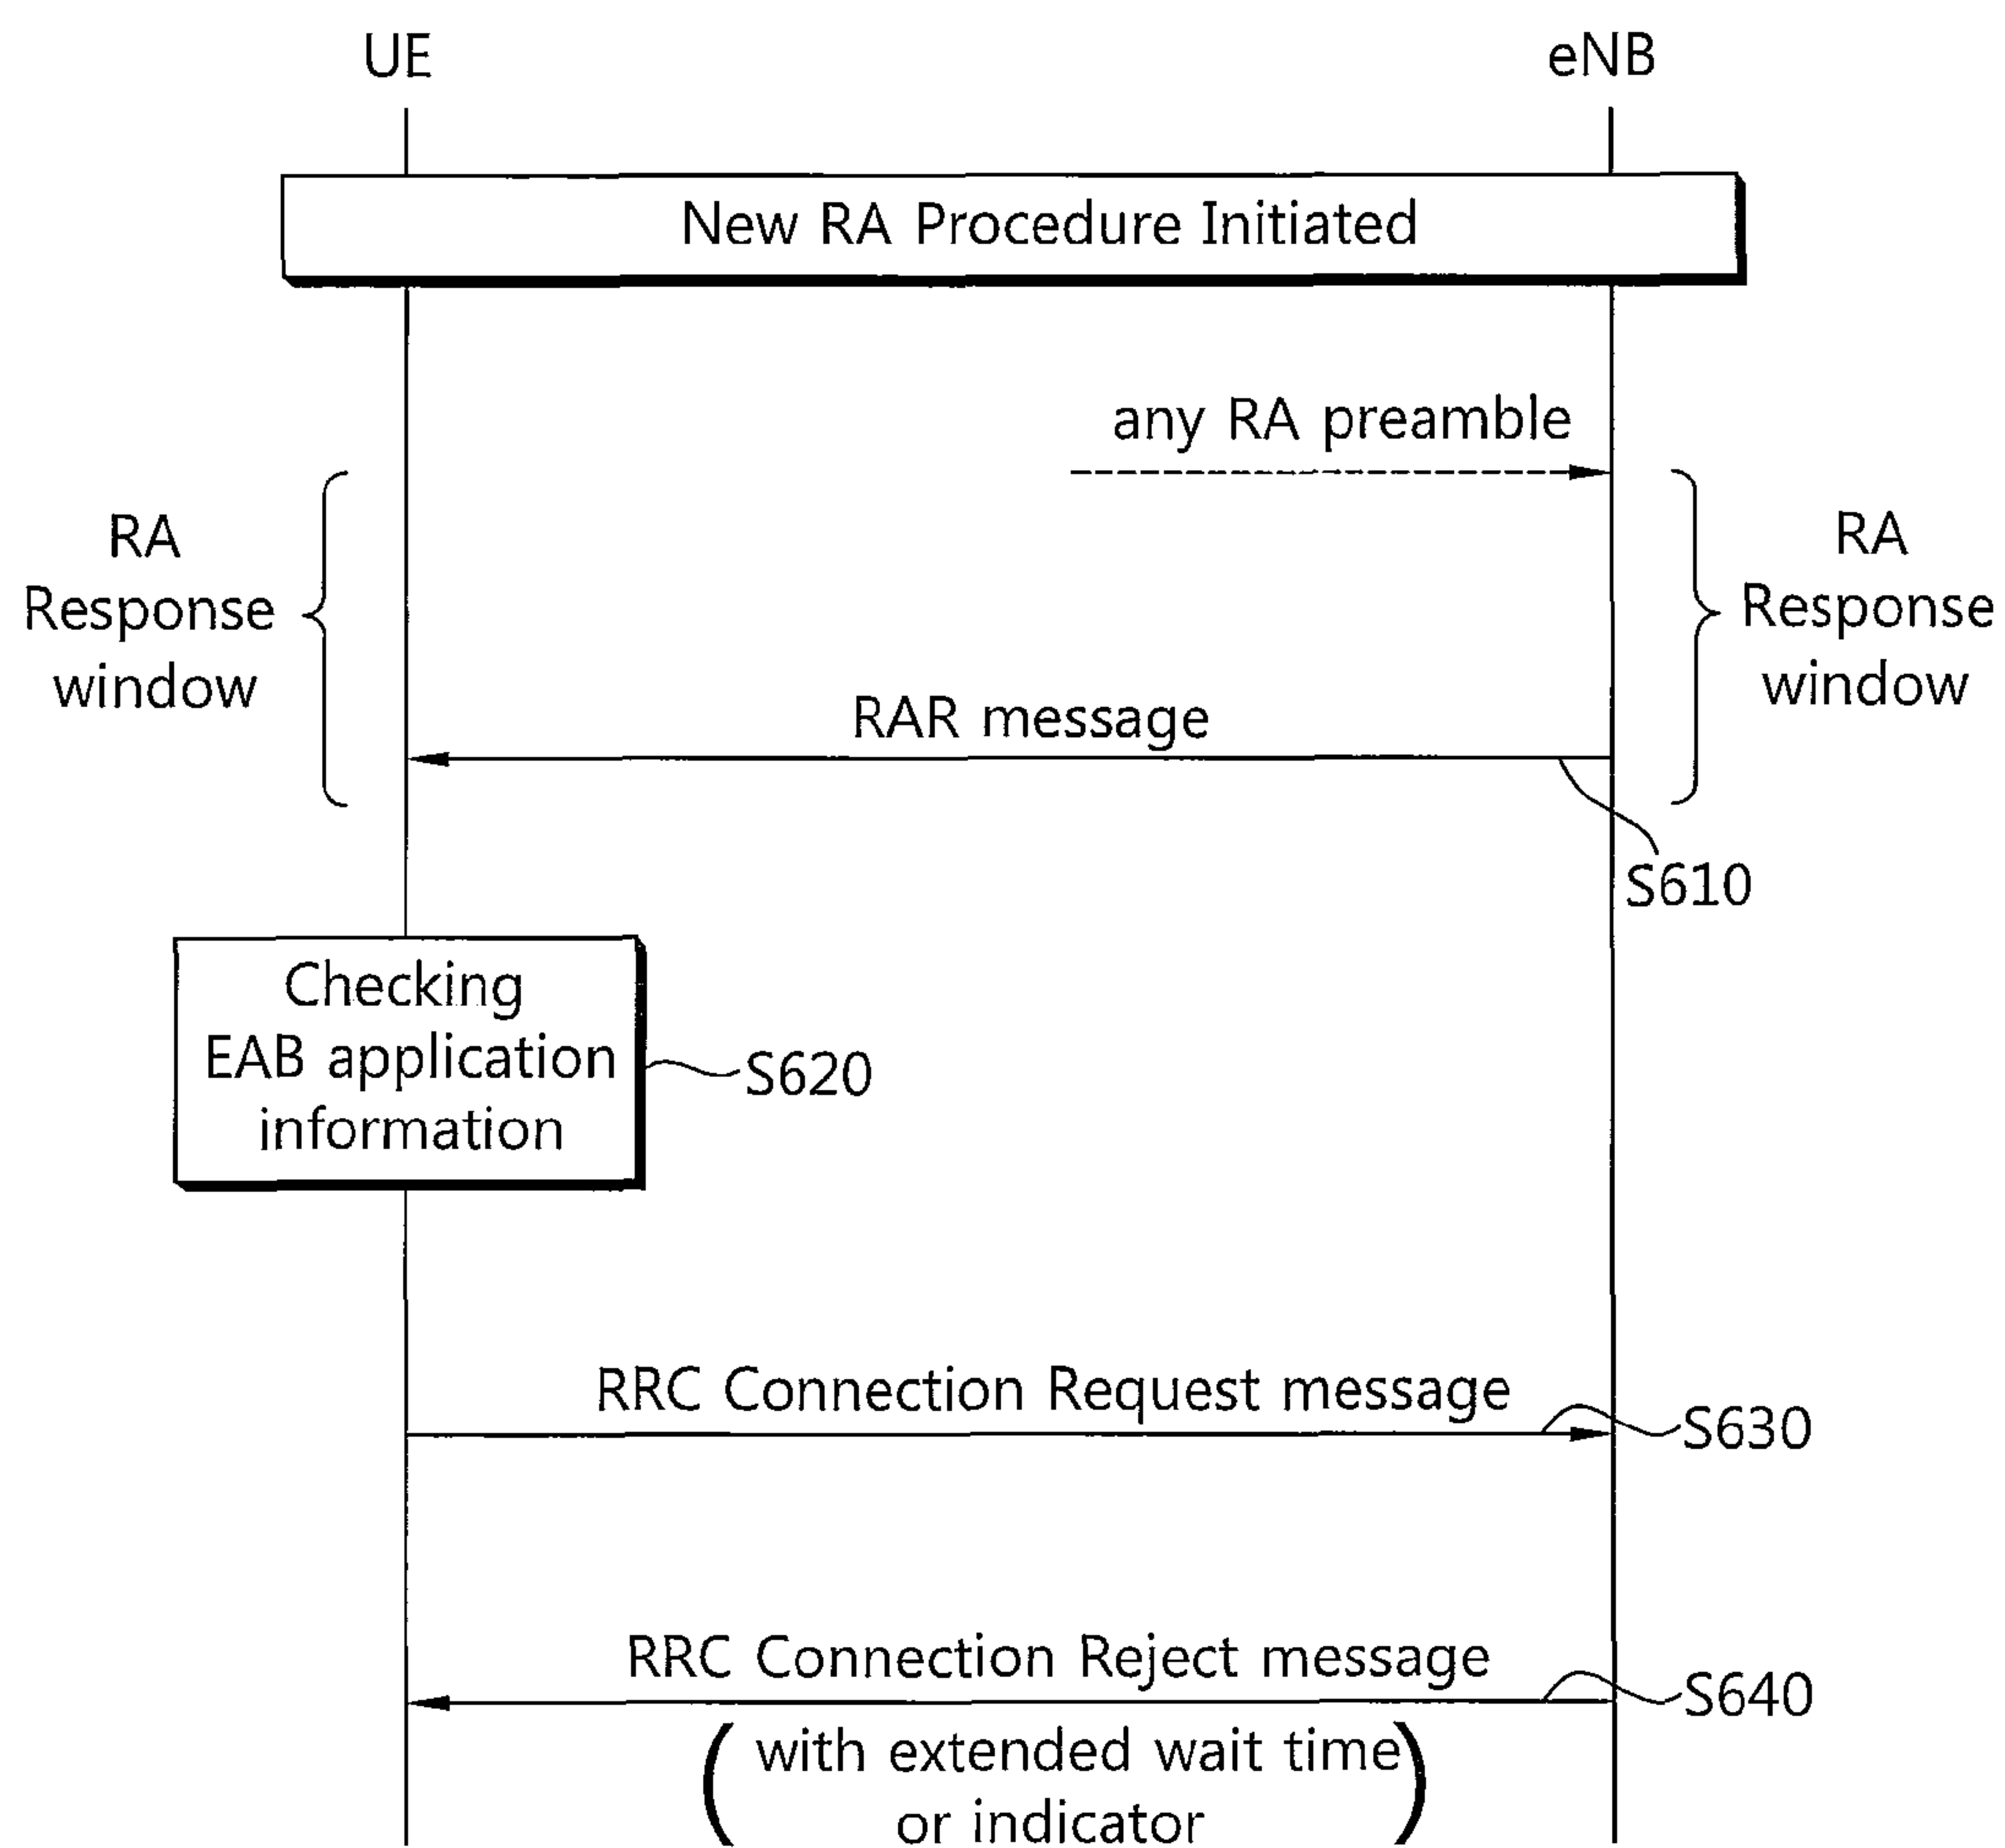 UE
eNB
New RA Procedure Initiated
any RA preamble
RA
Response
window
RA
Response
window
RAR message
S610
Checking
EAB application
information
S620
RRC Connection Request message
S630
RRC Connection Reject message
S640
(with extended wait time
or indicator)